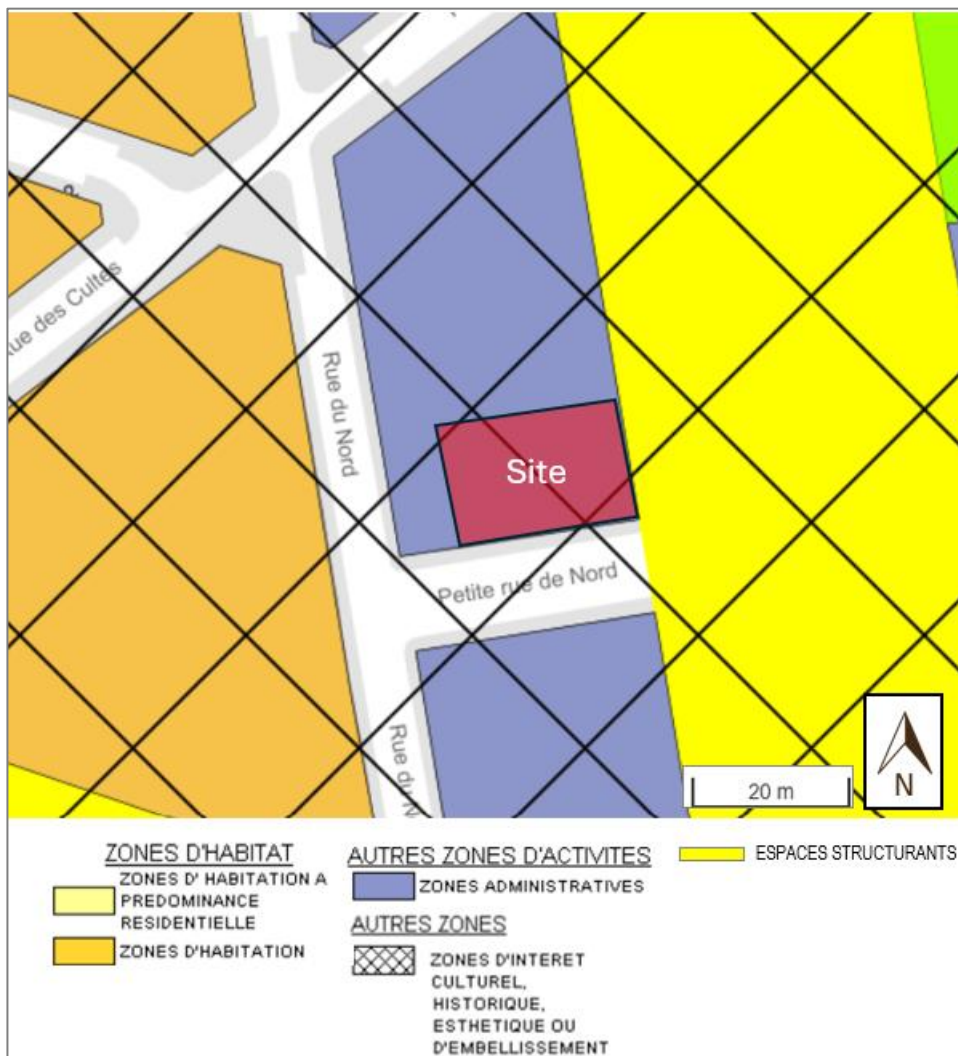 Rue des Cultes
Rue du Nord
Site
Petite rue de Nord
Rue du N
20 m
N
ZONES D'HABITAT
ZONES D' HABITATION A
PREDOMINANCE
RESIDENTIELLE
ZONES D'HABITATION
AUTRES ZONES D'ACTIVITES
ZONES ADMINISTRATIVES
AUTRES ZONES
ZONES D'INTERET
CULTUREL,
HISTORIQUE,
ESTHETIQUE OU
D'EMBELLISSEMENT
ESPACES STRUCTURANTS